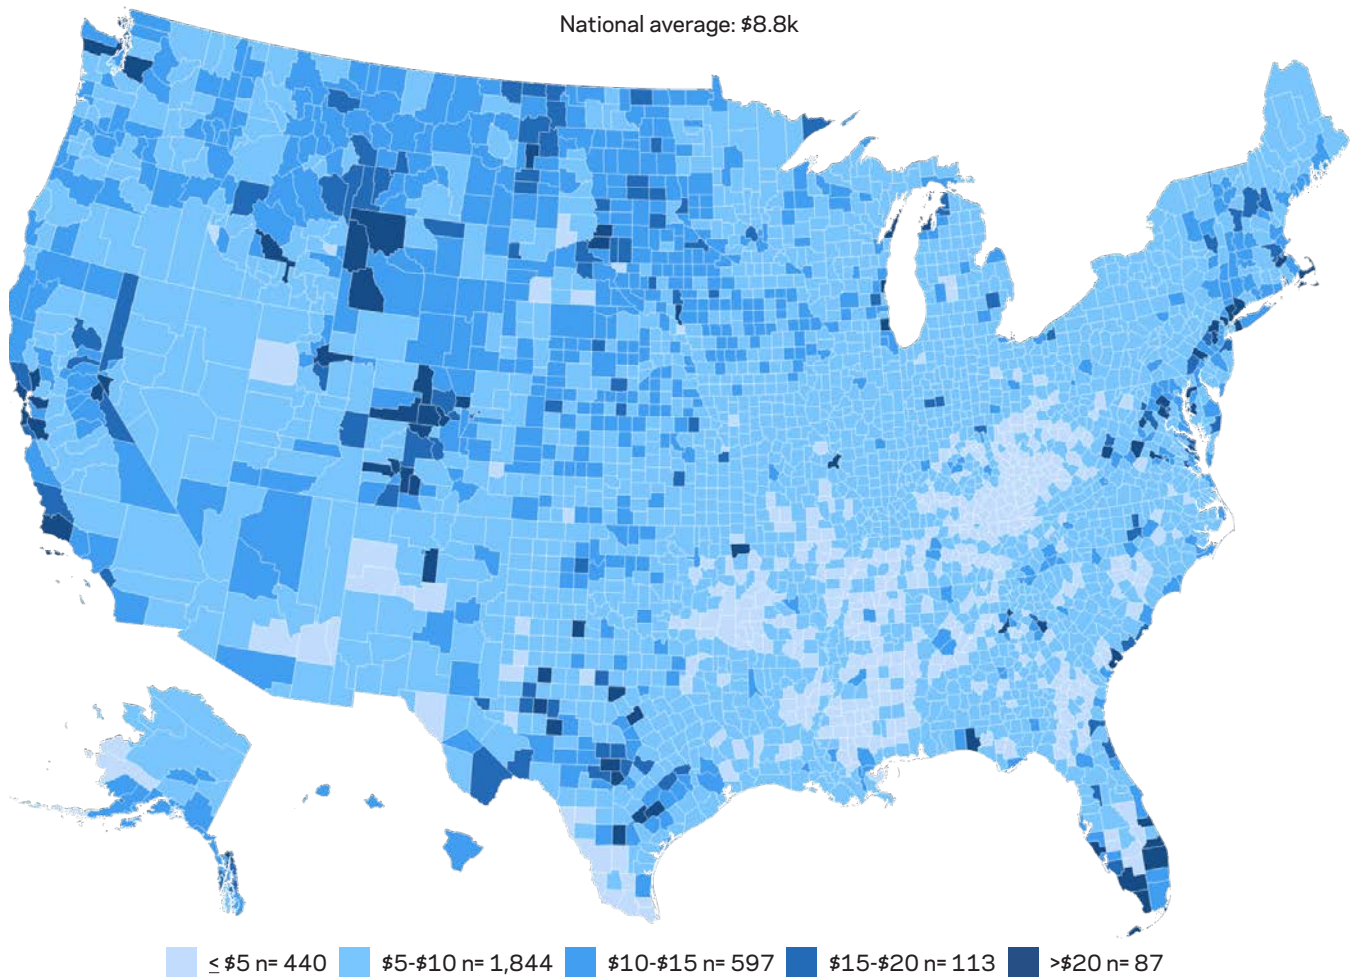 National average: $8.8k
≤ $5 n= 440 $5-$10 n= 1,844 $10-$15 n= 597 $15-$20 n= 113 >$20 n= 87